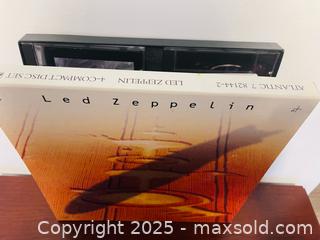 ATLANTIC 7 82144-2
LED ZEPPELIN
4-COMPACT DISC SET
Led Zeppelin
Copyright © 2025 - maxsold.com